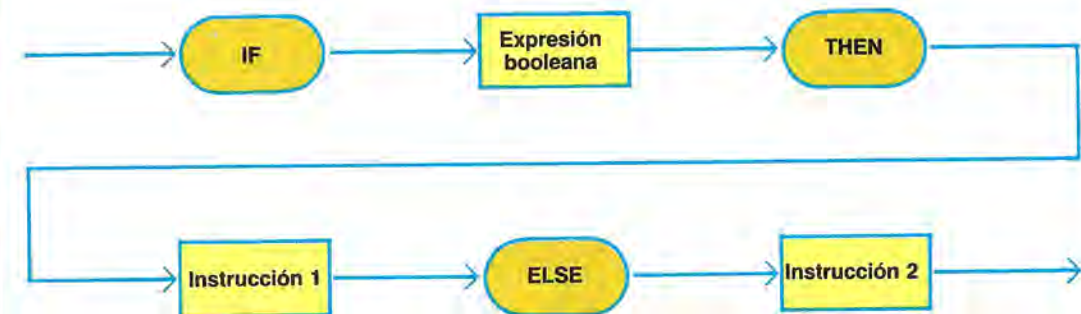 IF
Expresión
booleana
THEN
Instrucción 1
ELSE
Instrucción 2